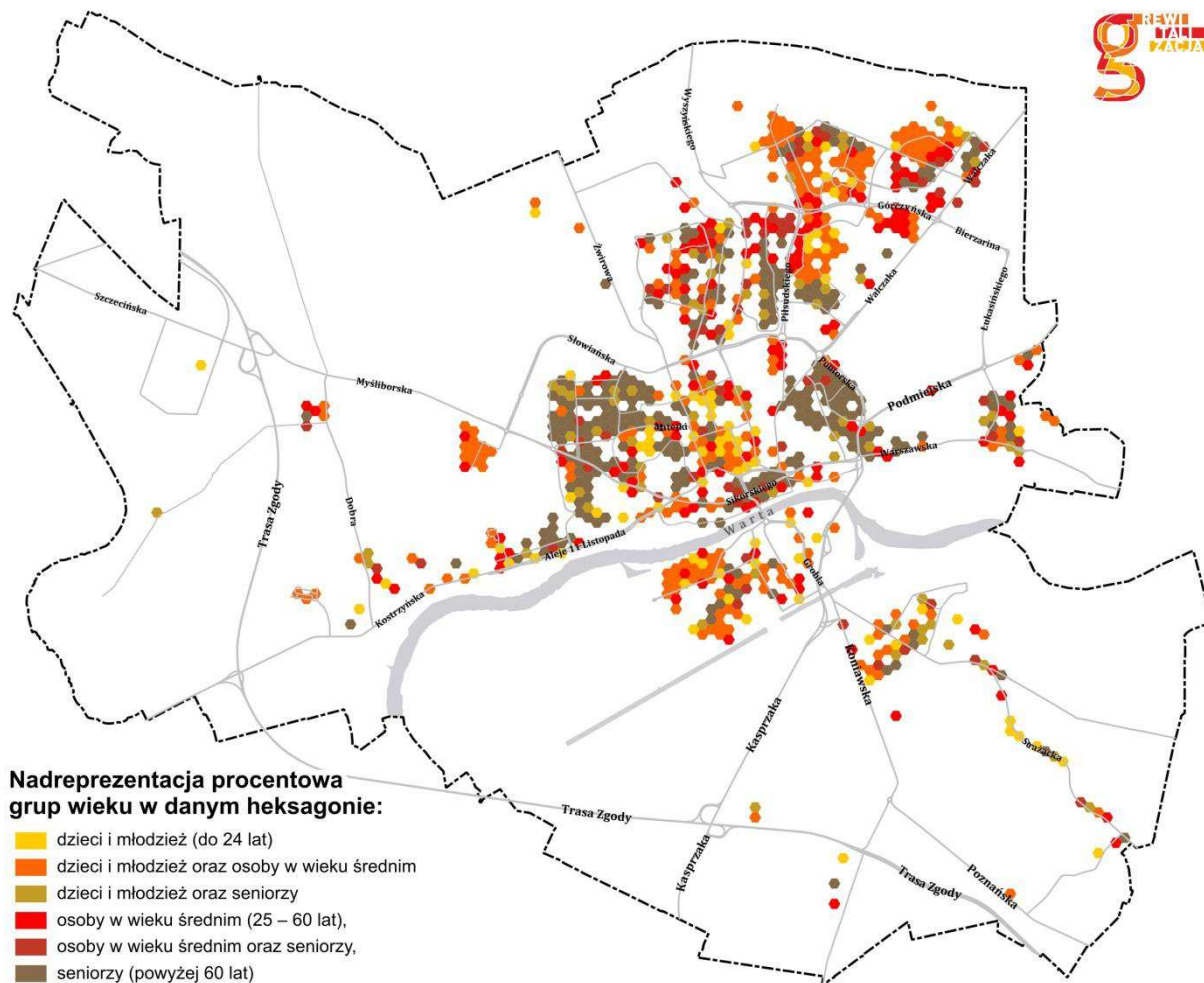 REWI
TALI
ZACJA
Wyszyńskiego
Walczaka
Górczyńska
Bierzarina
Żwirowa
Piłsudskiego
Walczaka
Łukasińskiego
Szczecińska
Słowiańska
Myśliborska
Pomorska
Podmiejska
Warszawska
Sikorskiego
Warta
Trasa Zgody
Dobra
Aleje 11 Listopada
Grobla
Kostrzyńska
Koniawska
Kasprzaka
Strażacka
Trasa Zgody
Kasprzaka
Trasa Zgody
Poznańska
Nadreprezentacja procentowa
grup wieku w danym heksagonie:
dzieci i młodzież (do 24 lat)
dzieci i młodzież oraz osoby w wieku średnim
dzieci i młodzież oraz seniorzy
osoby w wieku średnim (25 – 60 lat),
osoby w wieku średnim oraz seniorzy,
seniorzy (powyżej 60 lat)